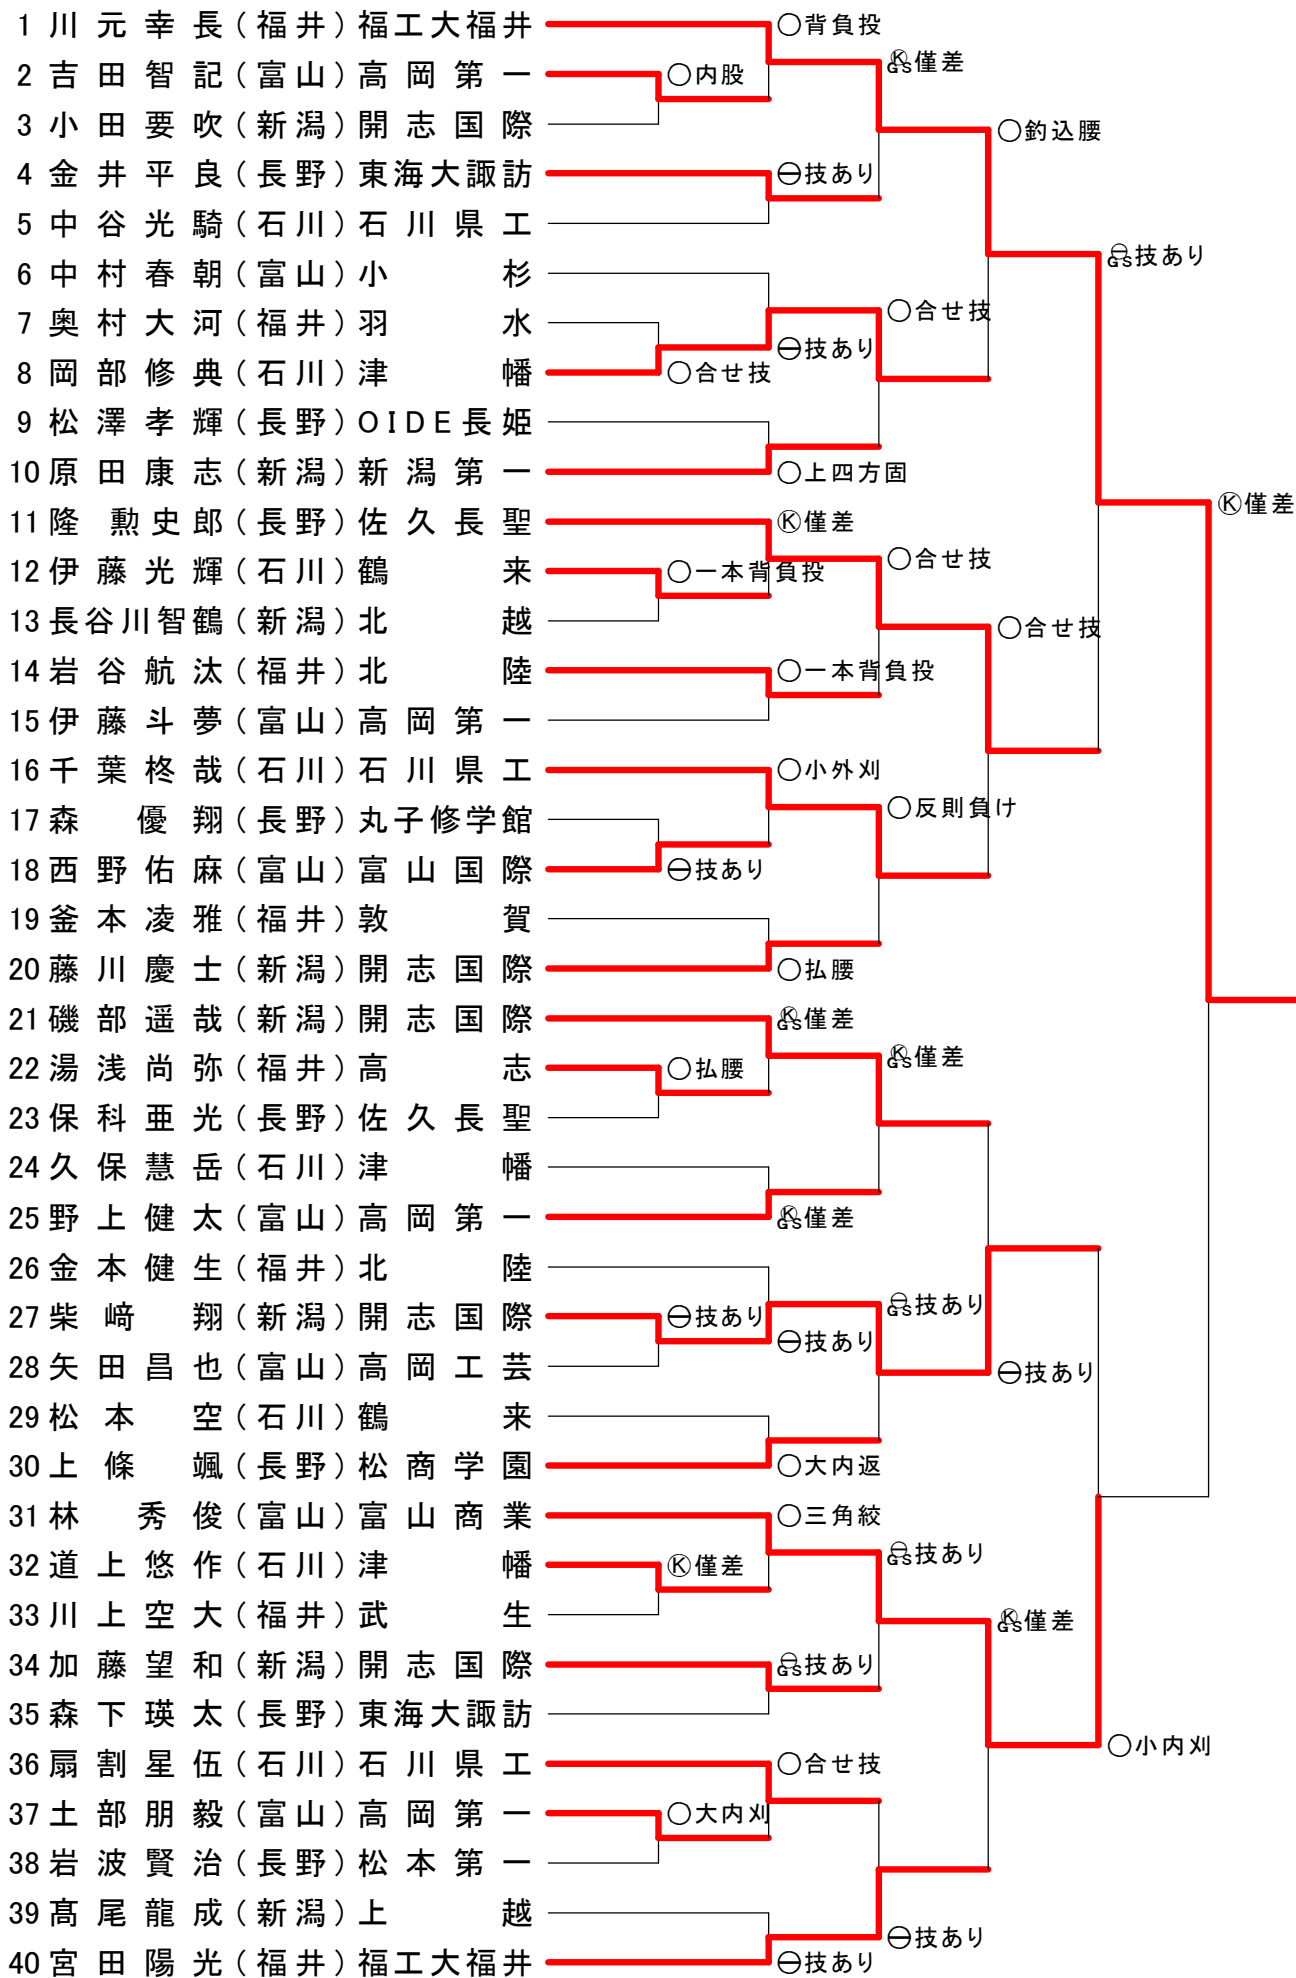 1 川元幸長(福井)福工大福井 ○背負投
ⓀGS僅差
2 吉田智記(富山)高岡第一 ○内股
3 小田要吹(新潟)開志国際
○釣込腰
4 金井平良(長野)東海大諏訪 ⊖技あり
5 中谷光騎(石川)石川県工
⊖GS技あり
6 中村春朝(富山)小杉
○合せ技
7 奥村大河(福井)羽水
⊖技あり
8 岡部修典(石川)津幡 ○合せ技
9 松澤孝輝(長野)OIDE長姫
10 原田康志(新潟)新潟第一 ○上四方固
Ⓚ僅差
11 隆勲史郎(長野)佐久長聖 Ⓚ僅差
○合せ技
12 伊藤光輝(石川)鶴来 ○一本背負投
13 長谷川智鶴(新潟)北越
○合せ技
14 岩谷航汰(福井)北陸 ○一本背負投
15 伊藤斗夢(富山)高岡第一
16 千葉柊哉(石川)石川県工 ○小外刈
○反則負け
17 森優翔(長野)丸子修学館
18 西野佑麻(富山)富山国際 ⊖技あり
19 釜本凌雅(福井)敦賀
20 藤川慶士(新潟)開志国際 ○払腰
21 磯部遥哉(新潟)開志国際 ⓀGS僅差
ⓀGS僅差
22 湯浅尚弥(福井)高志 ○払腰
23 保科亜光(長野)佐久長聖
24 久保慧岳(石川)津幡
25 野上健太(富山)高岡第一 ⓀGS僅差
26 金本健生(福井)北陸
⊖GS技あり
27 柴﨑翔(新潟)開志国際 ⊖技あり
⊖技あり
28 矢田昌也(富山)高岡工芸
⊖技あり
29 松本空(石川)鶴来
30 上條颯(長野)松商学園 ○大内返
31 林秀俊(富山)富山商業 ○三角絞
⊖GS技あり
32 道上悠作(石川)津幡 Ⓚ僅差
33 川上空大(福井)武生
ⓀGS僅差
34 加藤望和(新潟)開志国際 ⊖GS技あり
35 森下瑛太(長野)東海大諏訪
○小内刈
36 扇割星伍(石川)石川県工 ○合せ技
37 土部朋毅(富山)高岡第一 ○大内刈
38 岩波賢治(長野)松本第一
39 髙尾龍成(新潟)上越
⊖技あり
40 宮田陽光(福井)福工大福井 ⊖技あり